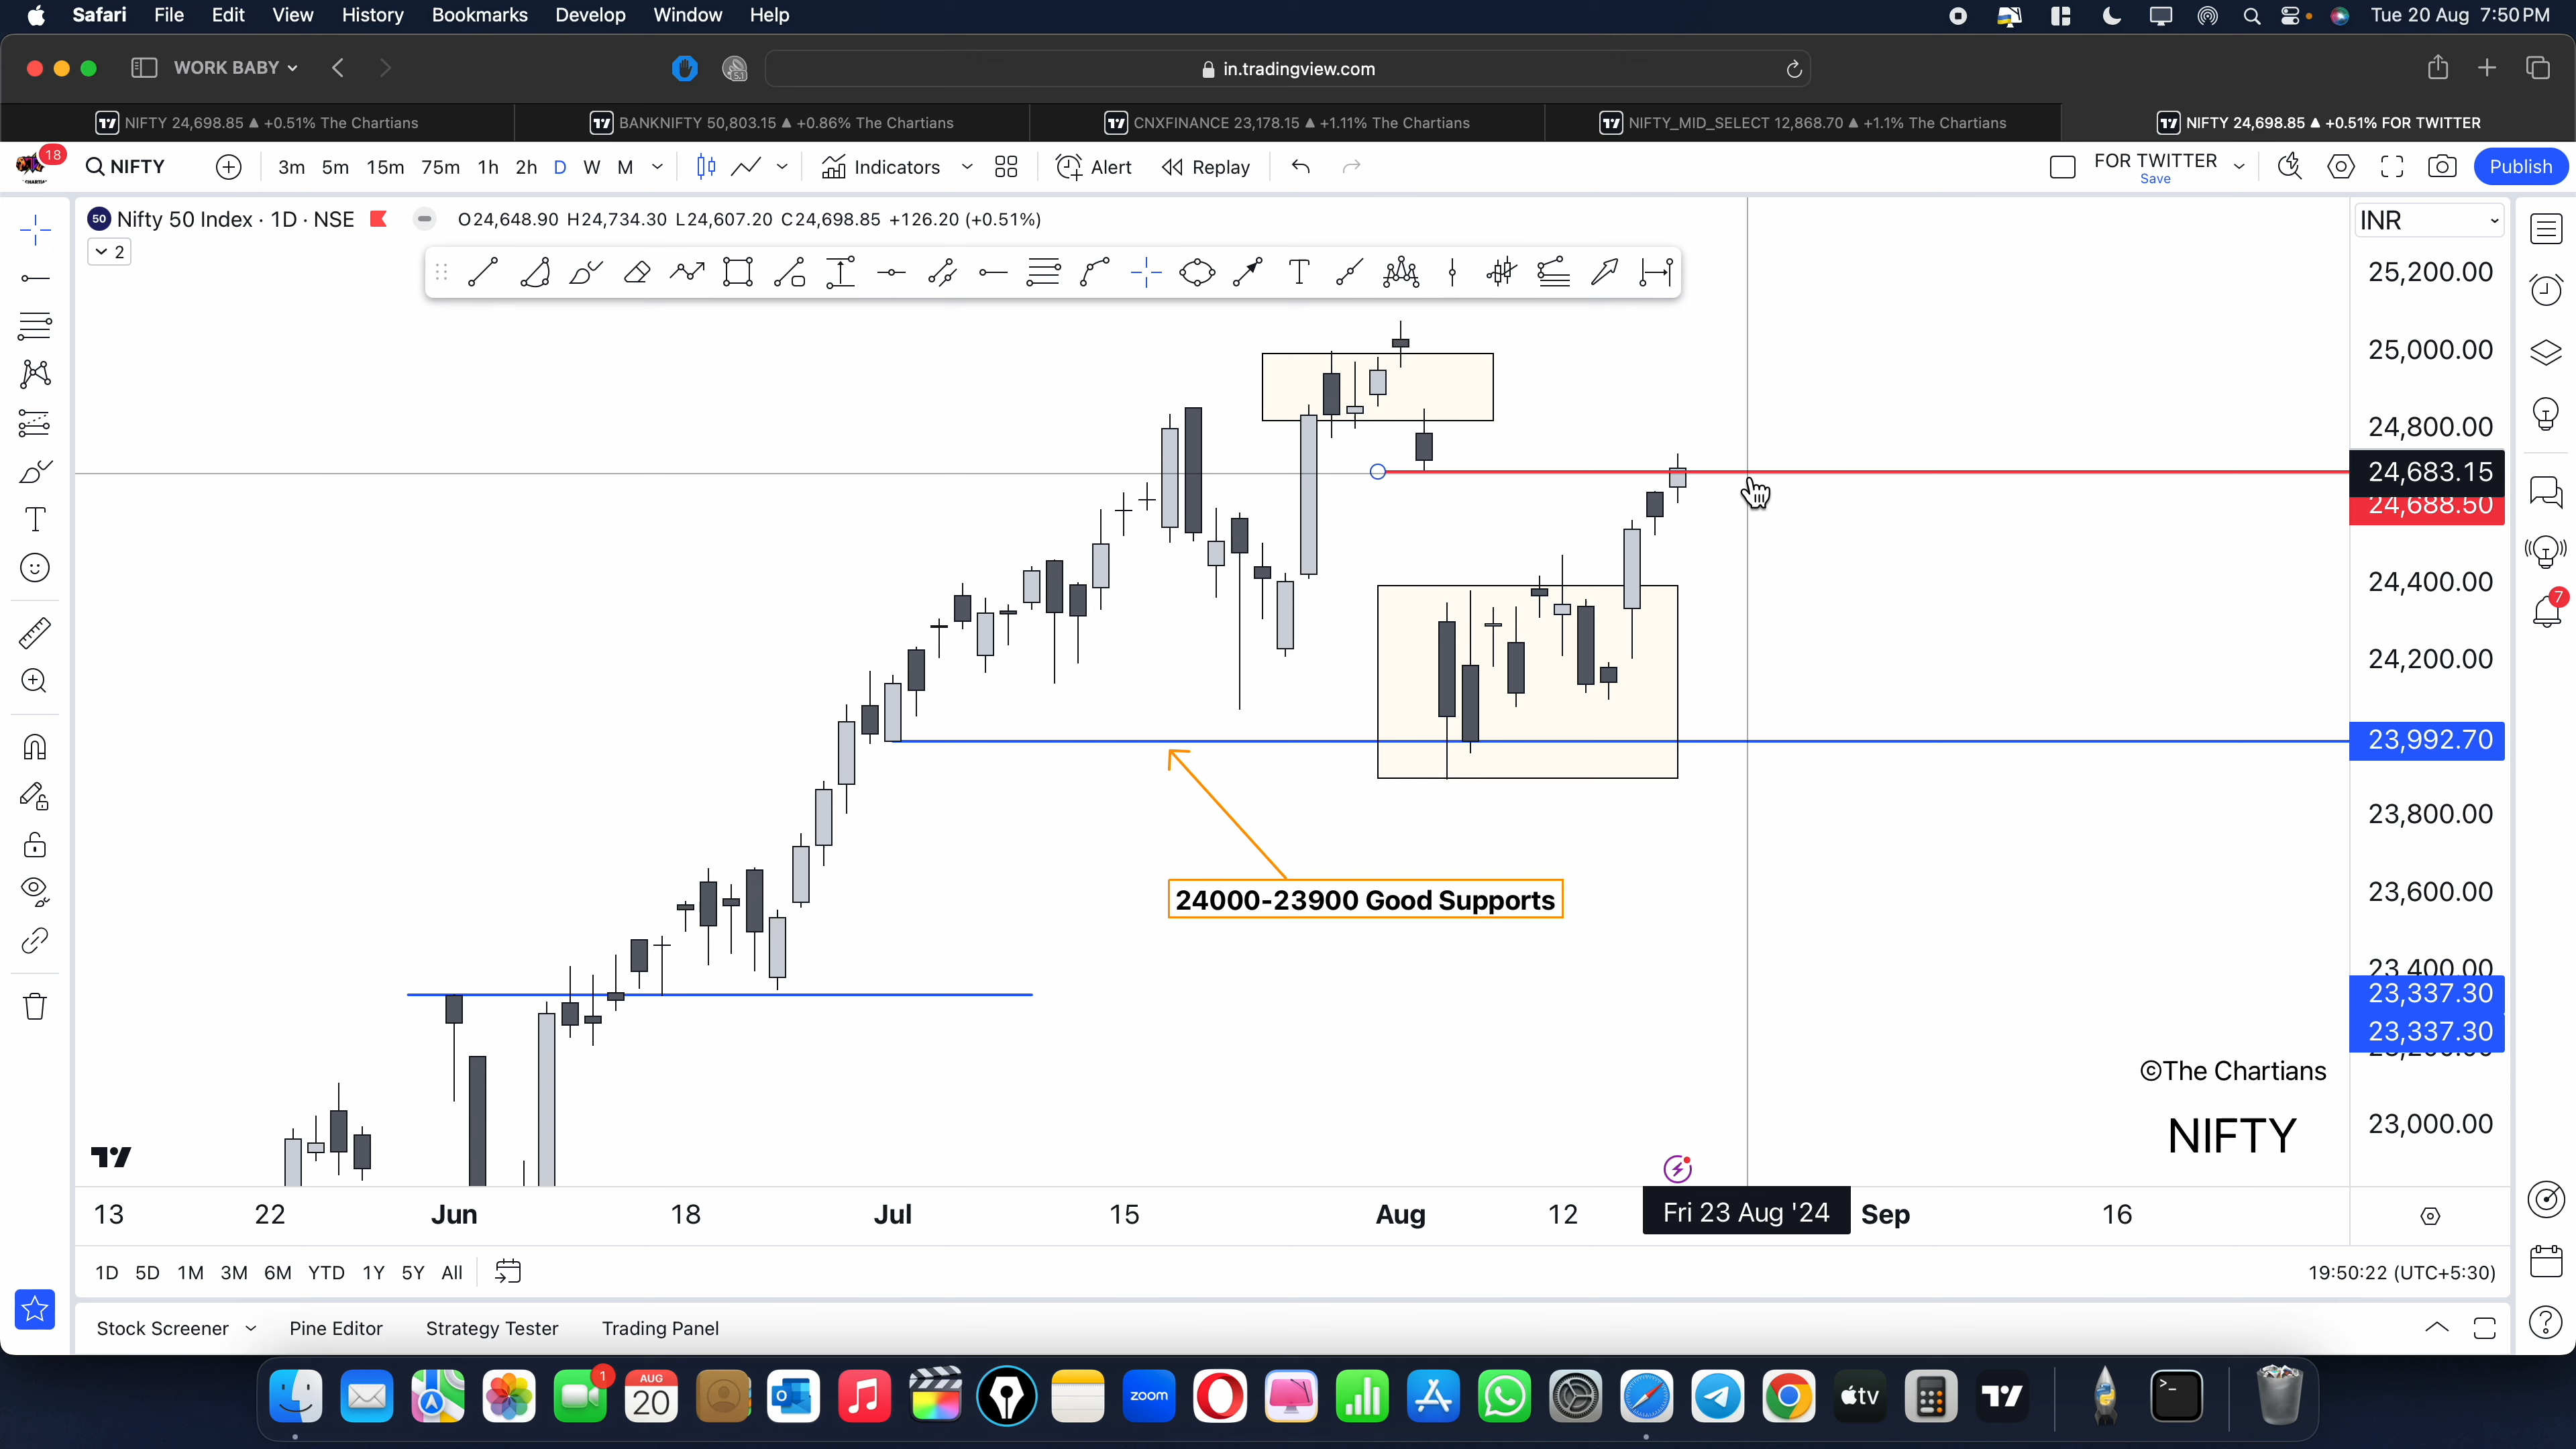 Safari File Edit View History Bookmarks Develop Window Help Tue 20 Aug 7:50 PM
WORK BABY in.tradingview.com
NIFTY 24,698.85 ▲ +0.51% The Chartians BANKNIFTY 50,803.15 ▲ +0.86% The Chartians CNXFINANCE 23,178.15 ▲ +1.11% The Chartians NIFTY_MID_SELECT 12,868.70 ▲ +1.1% The Chartians NIFTY 24,698.85 ▲ +0.51% FOR TWITTER
18 NIFTY 3m 5m 15m 75m 1h 2h D W M Indicators Alert Replay FOR TWITTER Publish
Save
50 Nifty 50 Index · 1D · NSE O24,648.90 H24,734.30 L24,607.20 C24,698.85 +126.20 (+0.51%) INR
2
25,200.00
25,000.00
24,800.00
24,683.15
24,688.50
24,400.00
7
24,200.00
23,992.70
23,800.00
23,600.00
24000-23900 Good Supports
23,400.00
23,337.30
23,337.30
©The Chartians
23,000.00
NIFTY
13 22 Jun 18 Jul 15 Aug 12 Fri 23 Aug '24 Sep 16
1D 5D 1M 3M 6M YTD 1Y 5Y All 19:50:22 (UTC+5:30)
Stock Screener Pine Editor Strategy Tester Trading Panel
1 AUG 20 zoom tv